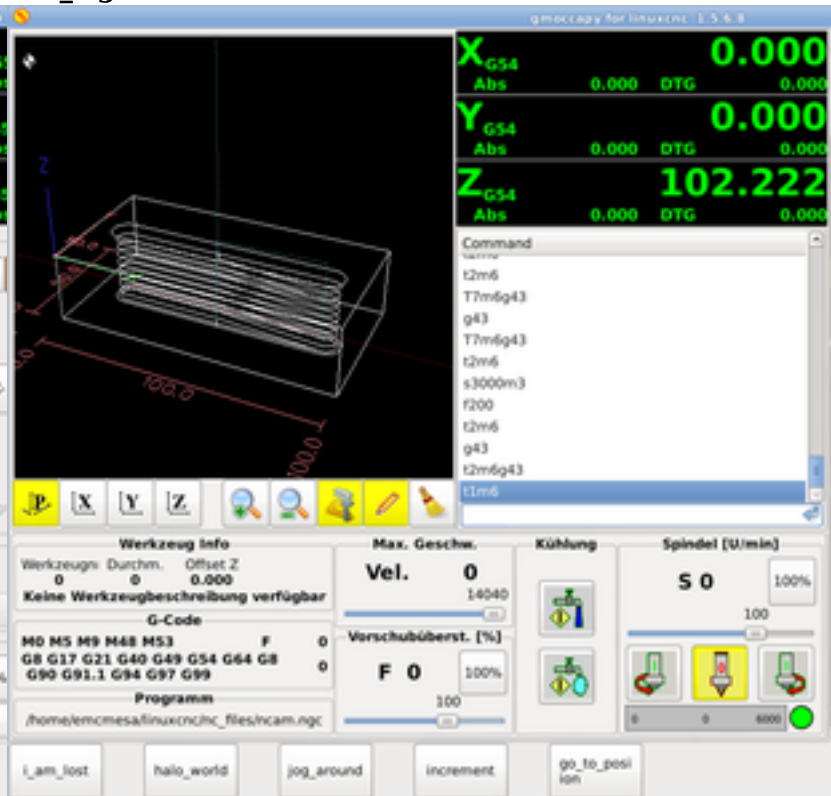 gmoccapy for linuxcnc 1.5.6.8
X G54 0.000
Abs 0.000 DTG 0.000
Y G54 0.000
Abs 0.000 DTG 0.000
Z G54 102.222
Abs 0.000 DTG 0.000
Z
100.0
100.0
Command
t2m6
T7m6g43
g43
T7m6g43
t2m6
s3000m3
f200
t2m6
g43
t2m6g43
t1m6
P X Y Z
Werkzeug Info
Werkzeugn Durchm. Offset Z
0 0 0.000
Keine Werkzeugbeschreibung verfügbar
G-Code
M0 M5 M9 M48 M53 F 0
G8 G17 G21 G40 G49 G54 G64 G8 0
G90 G91.1 G94 G97 G99
Programm
/home/emcmesa/linuxcnc/nc_files/ncam.ngc
Max. Geschw.
Vel. 0
14040
Vorschubüberst. [%]
F 0 100%
100
Kühlung
Spindel [U/min]
S 0 100%
100
0 0 6000
i_am_lost
halo_world
jog_around
increment
go_to_posi
ion